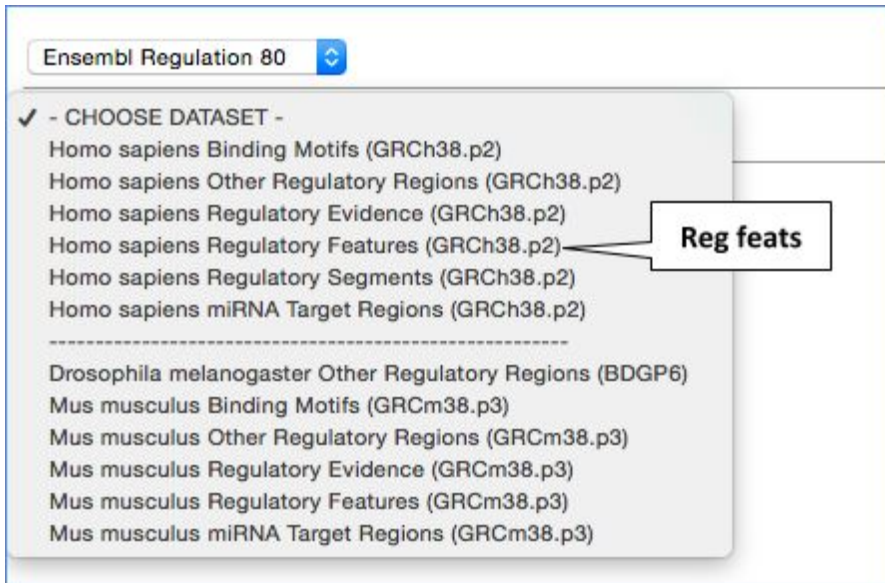 Ensembl Regulation 80
✓ - CHOOSE DATASET -
Homo sapiens Binding Motifs (GRCh38.p2)
Homo sapiens Other Regulatory Regions (GRCh38.p2)
Homo sapiens Regulatory Evidence (GRCh38.p2)
Homo sapiens Regulatory Features (GRCh38.p2)
Reg feats
Homo sapiens Regulatory Segments (GRCh38.p2)
Homo sapiens miRNA Target Regions (GRCh38.p2)
--------------------------------------------------------
Drosophila melanogaster Other Regulatory Regions (BDGP6)
Mus musculus Binding Motifs (GRCm38.p3)
Mus musculus Other Regulatory Regions (GRCm38.p3)
Mus musculus Regulatory Evidence (GRCm38.p3)
Mus musculus Regulatory Features (GRCm38.p3)
Mus musculus miRNA Target Regions (GRCm38.p3)